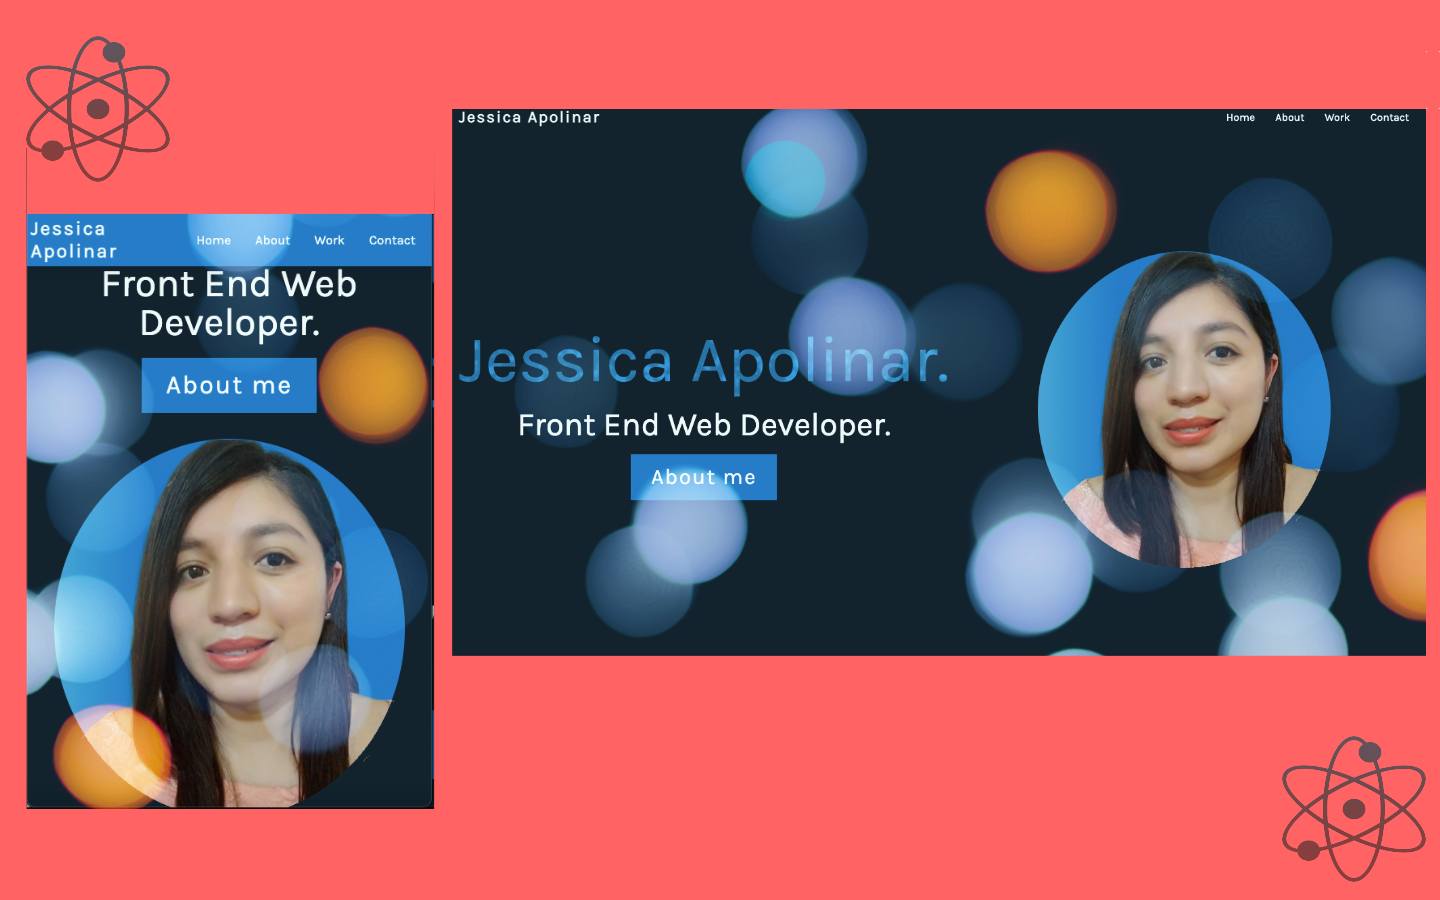 Jessica
Apolinar
Home About Work Contact
Front End Web
Developer.
About me
Jessica Apolinar
Home About Work Contact
Jessica Apolinar.
Front End Web Developer.
About me